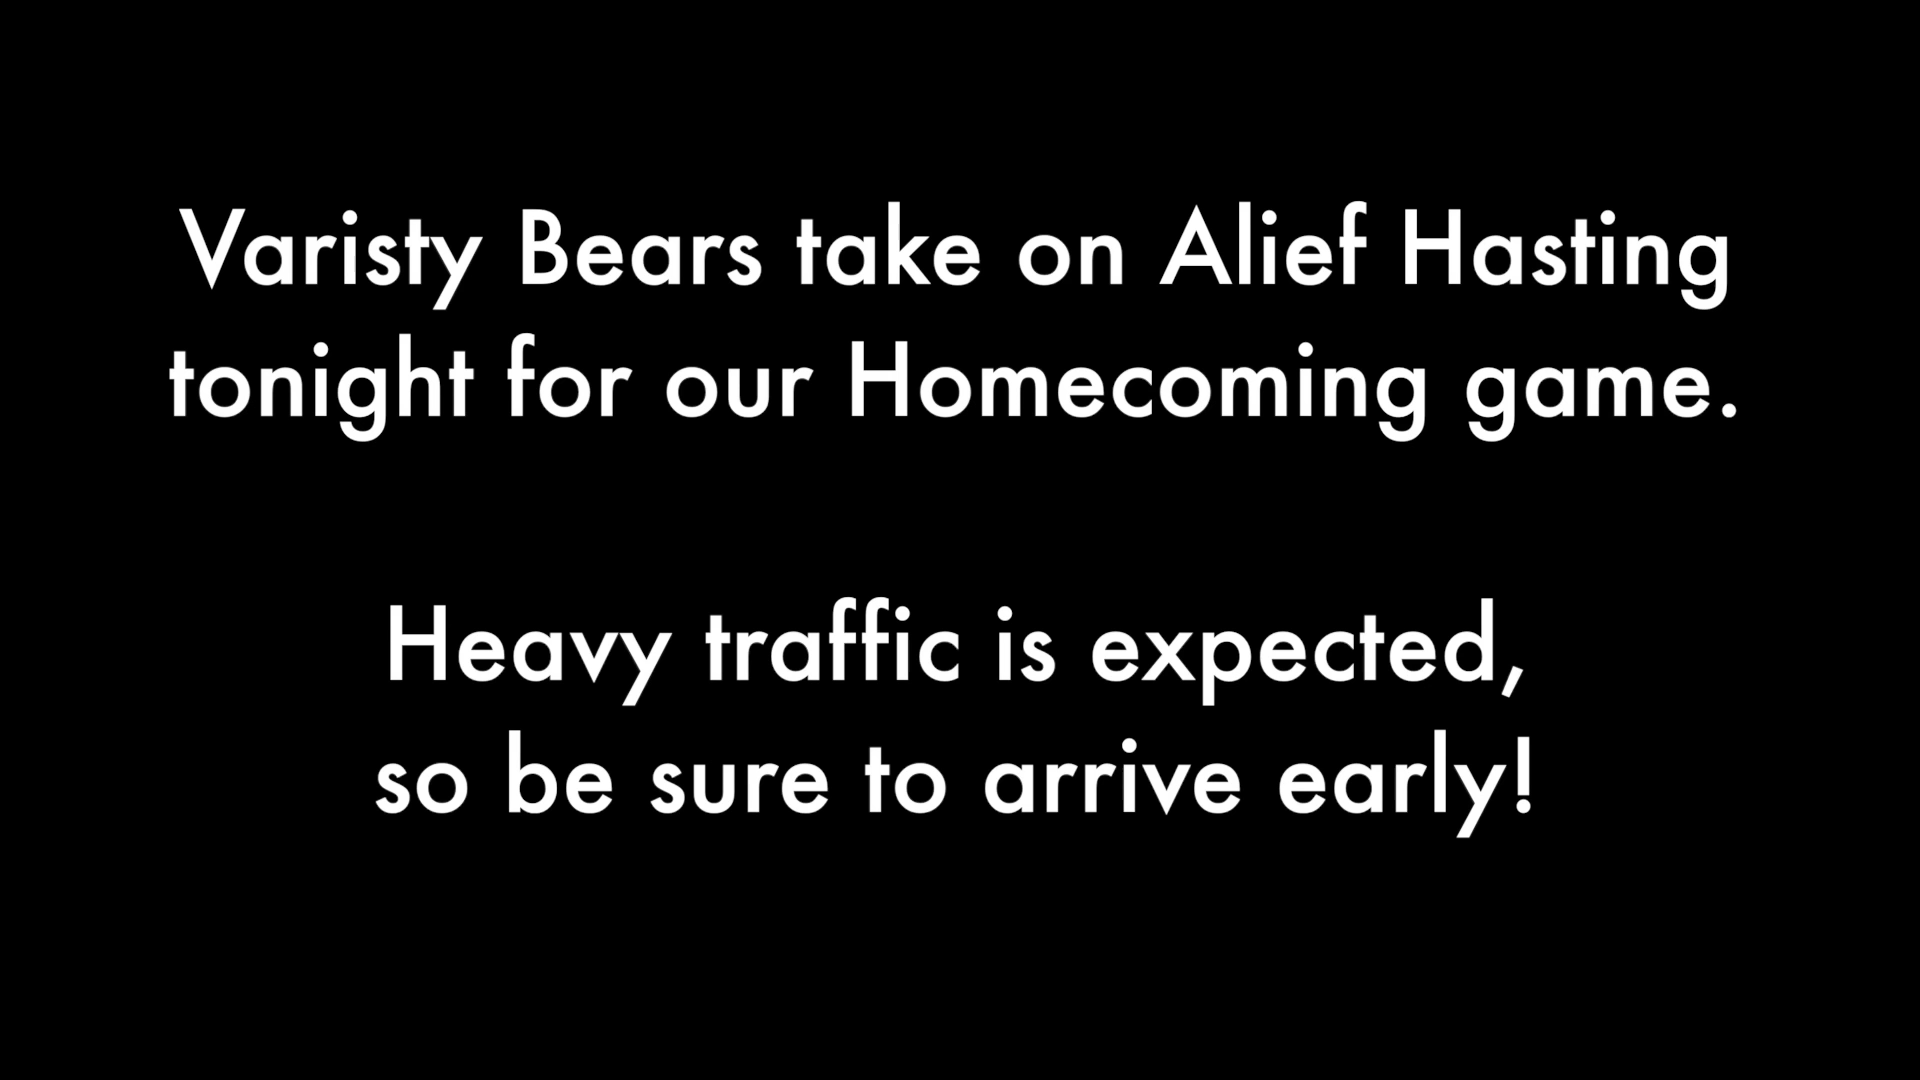 Varisty Bears take on Alief Hasting
tonight for our Homecoming game.
Heavy traffic is expected,
so be sure to arrive early!